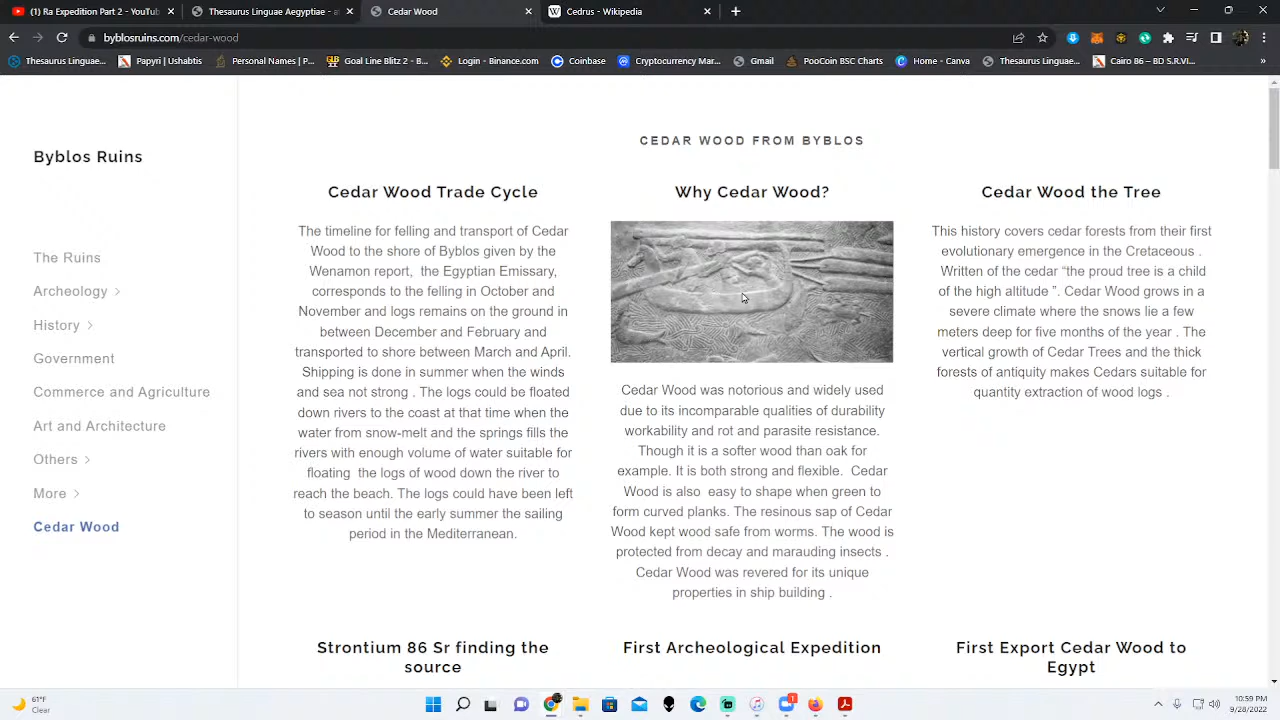 (1) Ra Expedition Part 2 - YouTub
Thesaurus Linguae Aegyptiae - a
Cedar Wood
Cedrus - Wikipedia
byblosruins.com/cedar-wood
Thesaurus Linguae...
Psynl | Udonis
Personal Names | P...
Gilt Line 2 - E-Bo...
Login - Binance.com
Coinbase
Cryptocurrency Mar...
Gmail
PooCoin BSC Charts
Home - Canva
Thesaurus Linguae...
Byblos Ruins
The Ruins
Archeology
History
Government
Commerce and Agriculture
Art and Architecture
Others
More
Cedar Wood
CEDAR WOOD FROM BYBLOS
Cedar Wood Trade Cycle
The timeline for felling and transport of Cedar
Wood to the shore of Byblos given by the
Wenamon report, the Egyptian Emissary,
corresponds to the felling in October and
November and logs remains on the ground in
between December and February and
transported to shore between March and April.
Shipping is done in summer when the winds
and sea not strong . The logs could be floated
down rivers to the coast at that time when the
water from snow-melt and the springs fills the
rivers with enough volume of water suitable for
floating the logs of wood down the river to
reach the beach. The logs could have been left
to season until the early summer the sailing
period in the Mediterranean.
Why Cedar Wood?
Cedar Wood was notorious and widely used
due to its incomparable qualities of durability
workability and rot and parasite resistance.
Though it is a softer wood than oak for
example. It is both strong and flexible. Cedar
Wood is also easy to shape when green to
form curved planks. The resinous sap of Cedar
Wood kept wood safe from worms. The wood is
protected from decay and marauding insects .
Cedar Wood was revered for its unique
properties in ship building .
Cedar Wood the Tree
This history covers cedar forests from their first
evolutionary emergence in the Cretaceous .
Written of the cedar “the proud tree is a child
of the high altitude ”. Cedar Wood grows in a
severe climate where the snows lie a few
meters deep for five months of the year . The
vertical growth of Cedar Trees and the thick
forests of antiquity makes Cedars suitable for
quantity extraction of wood logs .
Strontium 86 Sr finding the
source
First Archeological Expedition
First Export Cedar Wood to
Egypt
61°F
Clear
1
10:59 PM
9/28/2022